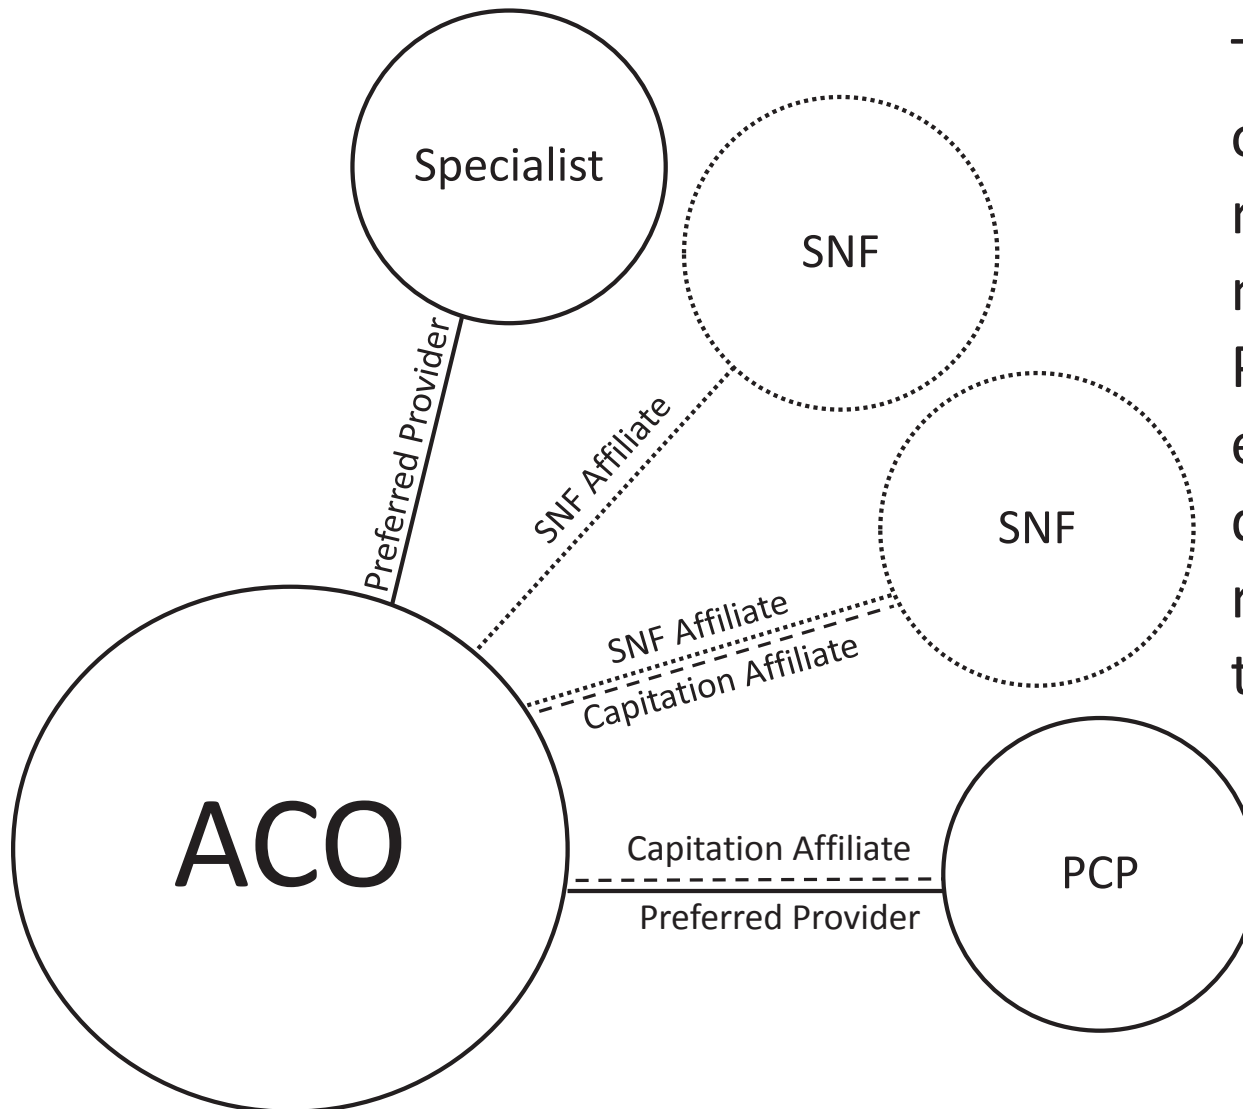 Specialist
SNF
Preferred Provider
SNF Affiliate
SNF
SNF Affiliate
Capitation Affiliate
ACO
Capitation Affiliate
PCP
Preferred Provider